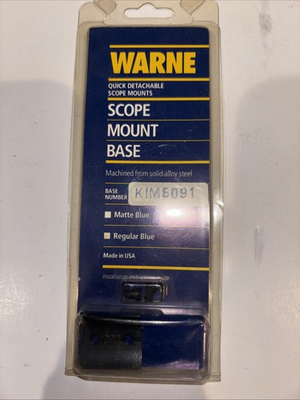 WARNE
QUICK DETACHABLE
SCOPE MOUNTS
SCOPE
MOUNT
BASE
Machined from solid alloy steel
BASE
NUMBER KIM5091
Matte Blue
Regular Blue
Made in USA